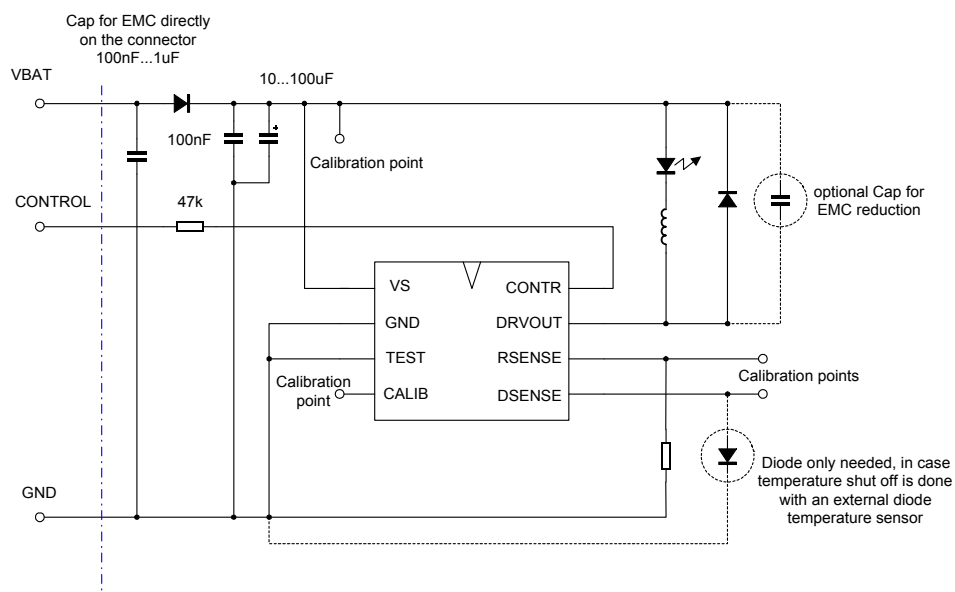 Cap for EMC directly
on the connector
100nF...1uF
VBAT
10...100uF
+
100nF
Calibration point
CONTROL
47k
optional Cap for
EMC reduction
VS
CONTR
GND
DRVOUT
TEST
RSENSE
CALIB
DSENSE
Calibration
point
Calibration points
Diode only needed, in case
temperature shut off is done
with an external diode
temperature sensor
GND